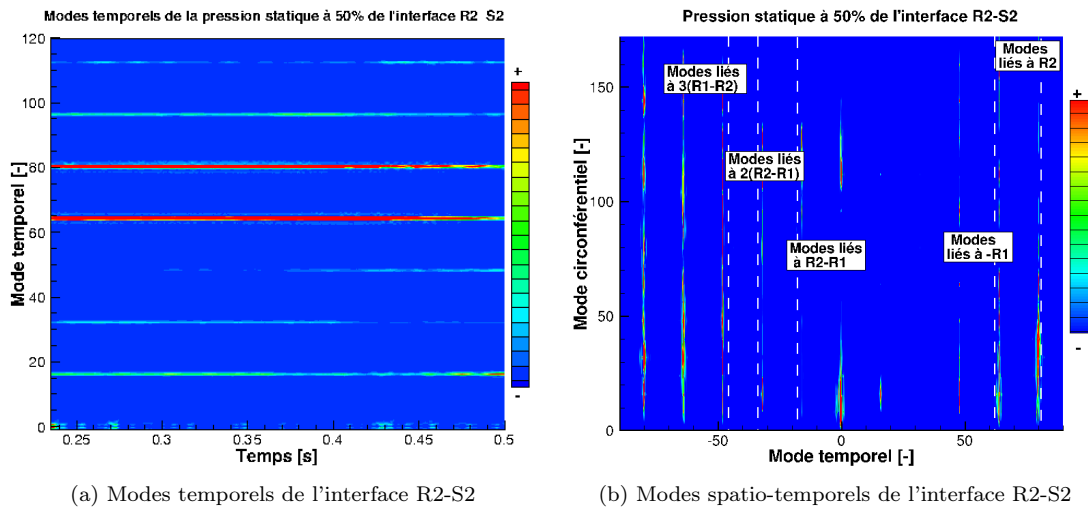 Modes temporels de la pression statique à 50% de l'interface R2 S2
120
100
80
60
40
20
0
0.25
0.3
0.35
0.4
0.45
0.5
Mode temporel [-]
Temps [s]
+
-
(a) Modes temporels de l'interface R2-S2
Pression statique à 50% de l'interface R2-S2
150
100
50
0
-50
0
50
Mode circonférentiel [-]
Mode temporel [-]
Modes liés
à 3(R1-R2)
Modes
liés à R2
Modes liés
à 2(R2-R1)
Modes liés
à R2-R1
Modes
liés à -R1
+
-
(b) Modes spatio-temporels de l'interface R2-S2